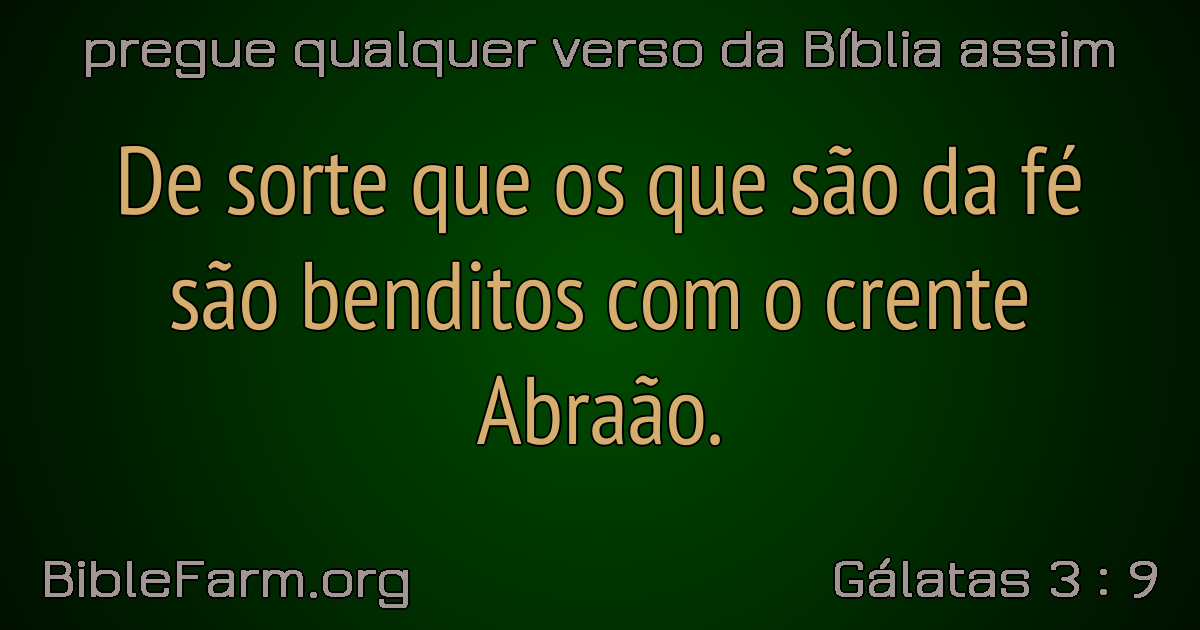 pregue qualquer verso da Bíblia assim
De sorte que os que são da fé
são benditos com o crente
Abraão.
BibleFarm.org
Gálatas 3 : 9